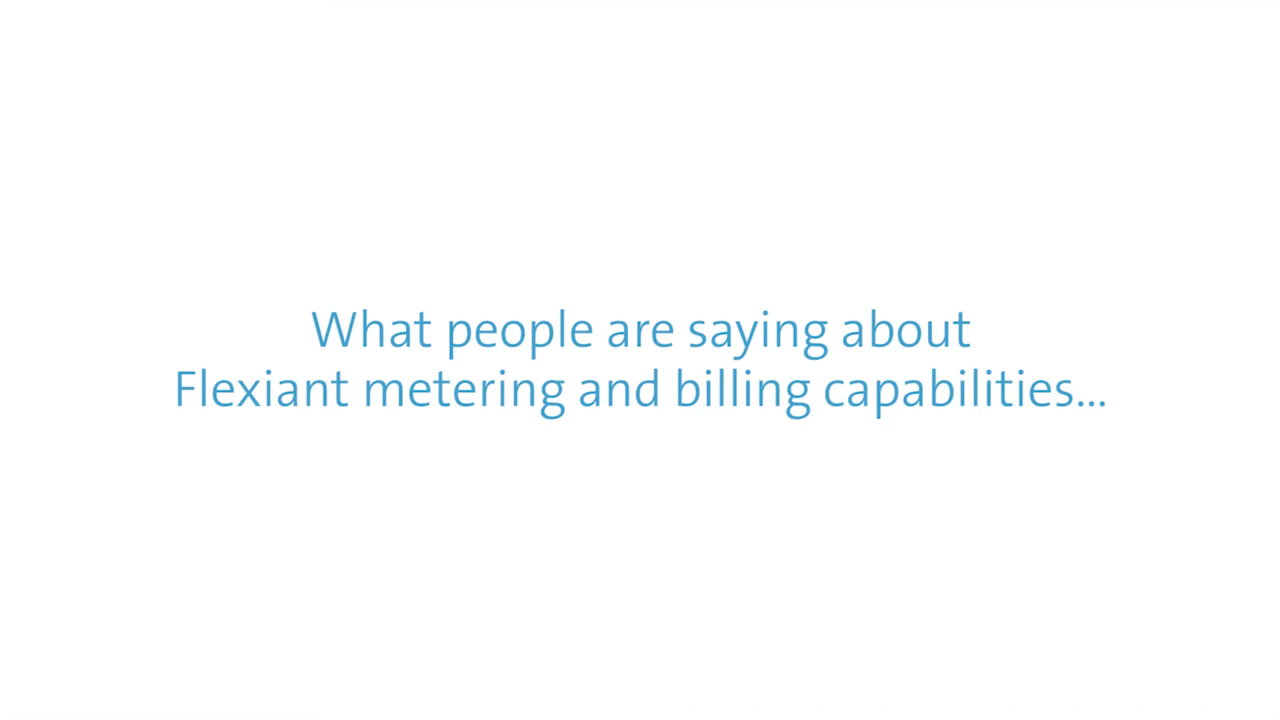 What people are saying about
Flexiant metering and billing capabilities...